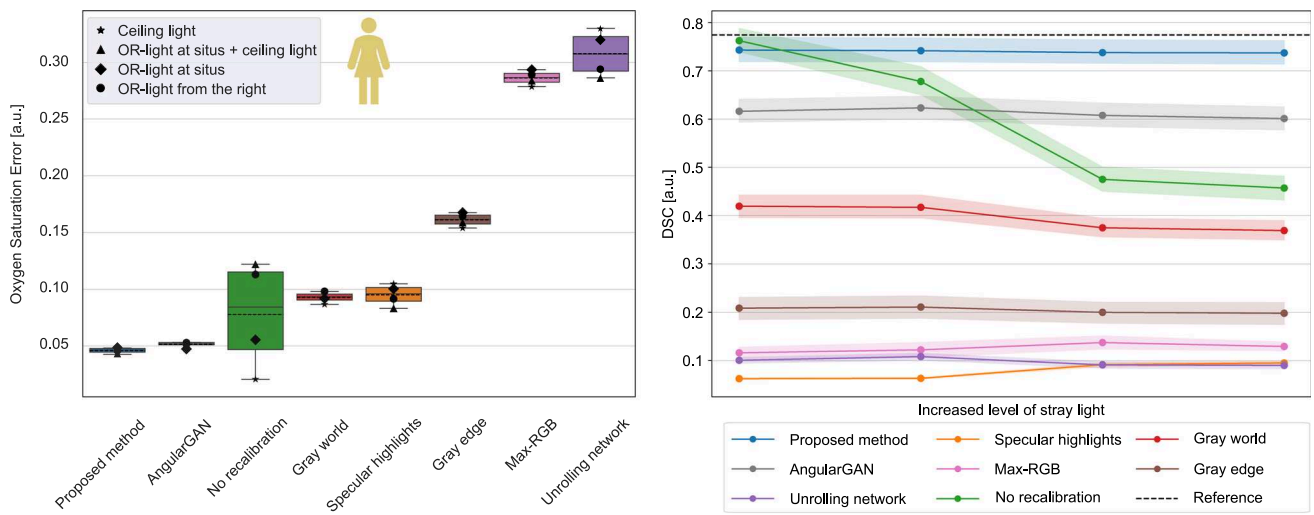 Ceiling light
OR-light at situs + ceiling light
OR-light at situs
OR-light from the right
Oxygen Saturation Error [a.u.]
0.30
0.25
0.20
0.15
0.10
0.05
Proposed method
AngularGAN
No recalibration
Gray world
Specular highlights
Gray edge
Max-RGB
Unrolling network
DSC [a.u.]
0.8
0.7
0.6
0.5
0.4
0.3
0.2
0.1
Increased level of stray light
Proposed method
Specular highlights
Gray world
AngularGAN
Max-RGB
Gray edge
Unrolling network
No recalibration
Reference